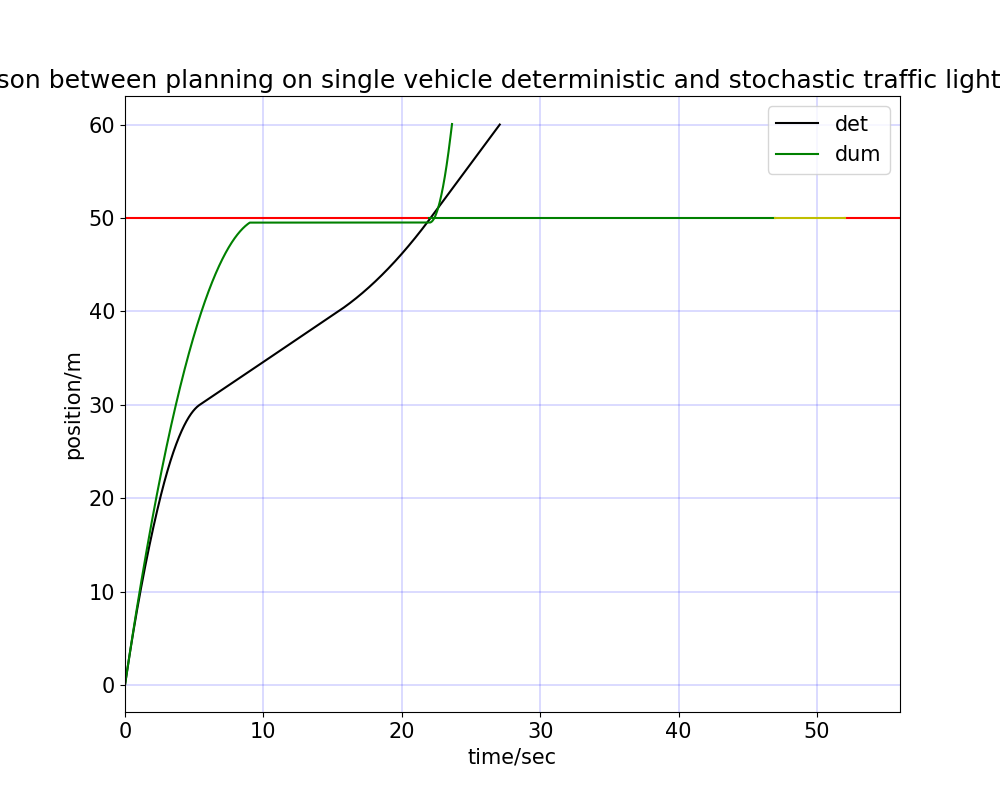 son between planning on single vehicle deterministic and stochastic traffic light
det
dum
60
50
40
30
20
10
0
position/m
0 10 20 30 40 50
time/sec